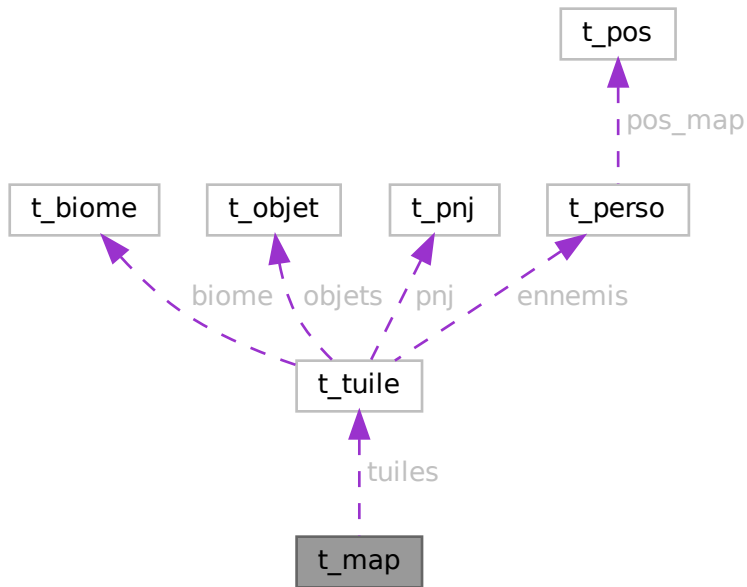 t_pos
pos_map
t_biome
t_objet
t_pnj
t_perso
biome
objets
pnj
ennemis
t_tuile
tuiles
t_map